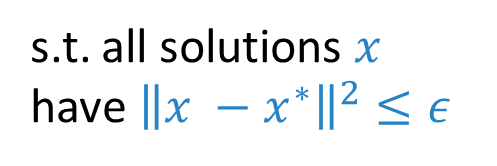 s.t. all solutions 𝑥
have ‖𝑥 − 𝑥*‖² ≤ 𝜖